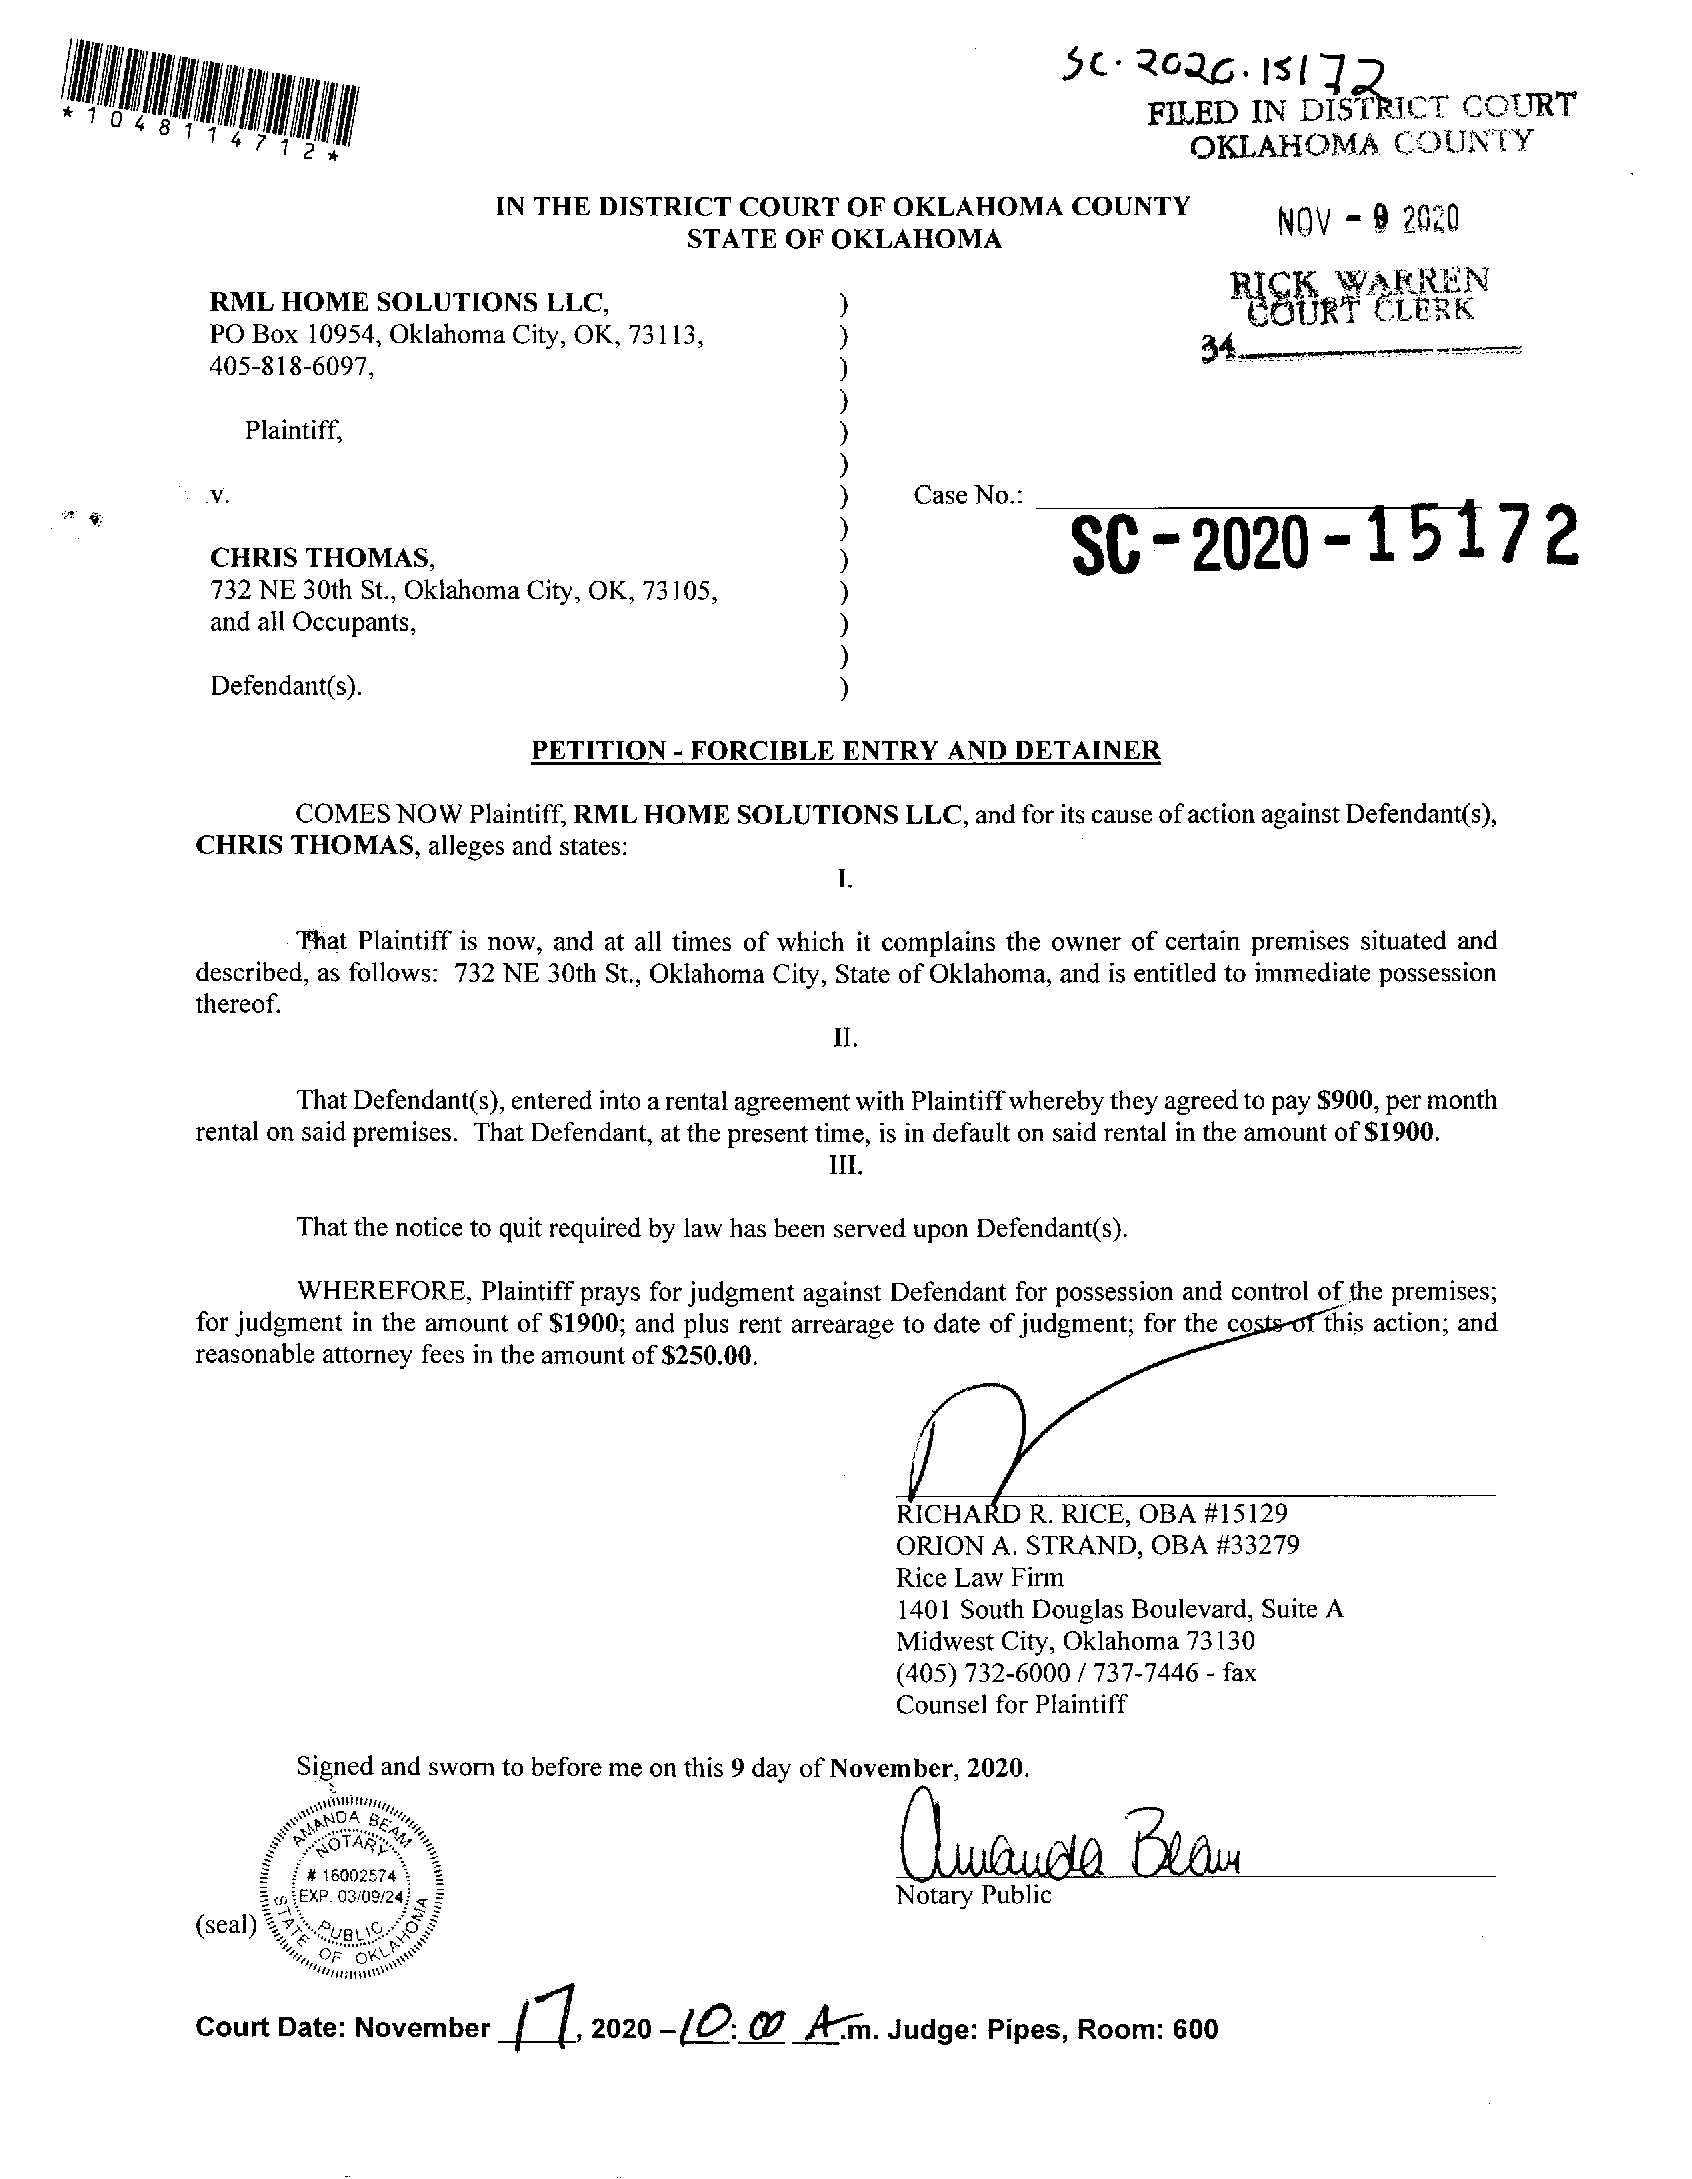 SC-2020-15172
*1048114712*
FILED IN DISTRICT COURT
OKLAHOMA COUNTY
IN THE DISTRICT COURT OF OKLAHOMA COUNTY
STATE OF OKLAHOMA
NOV - 9 2020
RICK WARREN
COURT CLERK
34
RML HOME SOLUTIONS LLC, )
PO Box 10954, Oklahoma City, OK, 73113, )
405-818-6097, )
)
Plaintiff, )
)
v. ) Case No.:
SC-2020-15172
)
CHRIS THOMAS, )
732 NE 30th St., Oklahoma City, OK, 73105, )
and all Occupants, )
)
Defendant(s). )
PETITION - FORCIBLE ENTRY AND DETAINER
COMES NOW Plaintiff, RML HOME SOLUTIONS LLC, and for its cause of action against Defendant(s),
CHRIS THOMAS, alleges and states:
I.
That Plaintiff is now, and at all times of which it complains the owner of certain premises situated and
described, as follows: 732 NE 30th St., Oklahoma City, State of Oklahoma, and is entitled to immediate possession
thereof.
II.
That Defendant(s), entered into a rental agreement with Plaintiff whereby they agreed to pay $900, per month
rental on said premises. That Defendant, at the present time, is in default on said rental in the amount of $1900.
III.
That the notice to quit required by law has been served upon Defendant(s).
WHEREFORE, Plaintiff prays for judgment against Defendant for possession and control of the premises;
for judgment in the amount of $1900; and plus rent arrearage to date of judgment; for the costs of this action; and
reasonable attorney fees in the amount of $250.00.
RICHARD R. RICE, OBA #15129
ORION A. STRAND, OBA #33279
Rice Law Firm
1401 South Douglas Boulevard, Suite A
Midwest City, Oklahoma 73130
(405) 732-6000 / 737-7446 - fax
Counsel for Plaintiff
Signed and sworn to before me on this 9 day of November, 2020.
Amanda Beam
Notary Public
AMANDA BEAM
NOTARY
# 16002574
EXP. 03/09/24
PUBLIC
STATE OF OKLAHOMA
(seal)
Court Date: November 17, 2020 - 10:00 A.m. Judge: Pipes, Room: 600